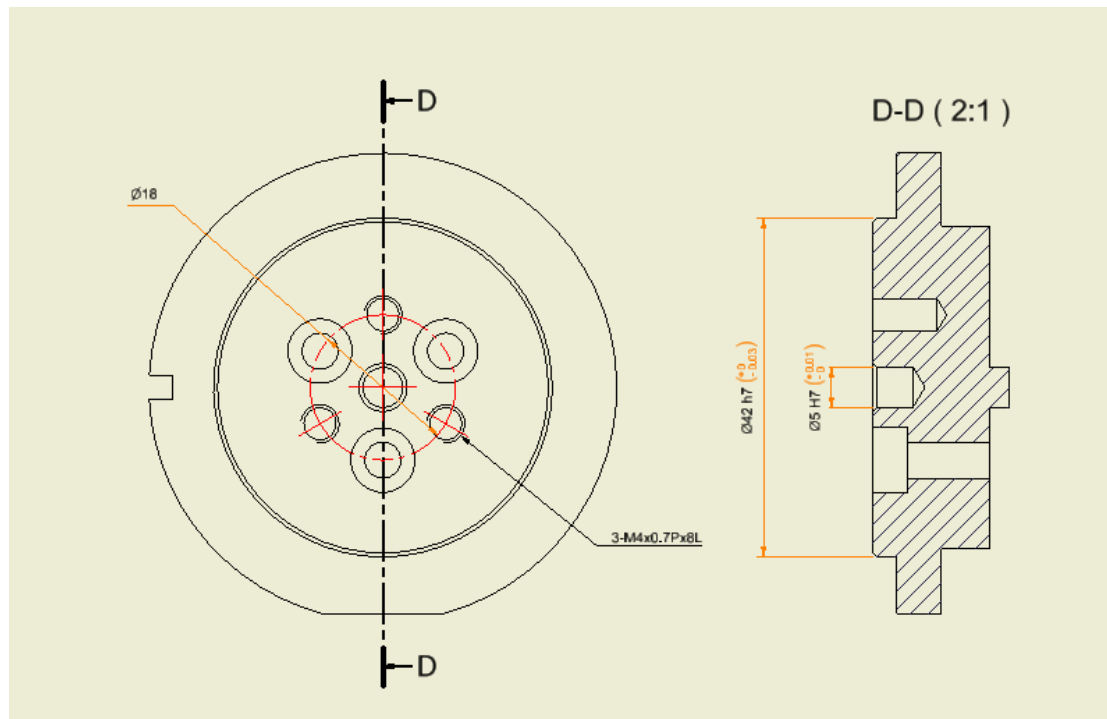 D
D-D ( 2:1 )
Ø18
Ø42 h7 ( +0 -0.03 )
Ø5 H7 ( +0.01 -0 )
3-M4x0.7Px8L
D